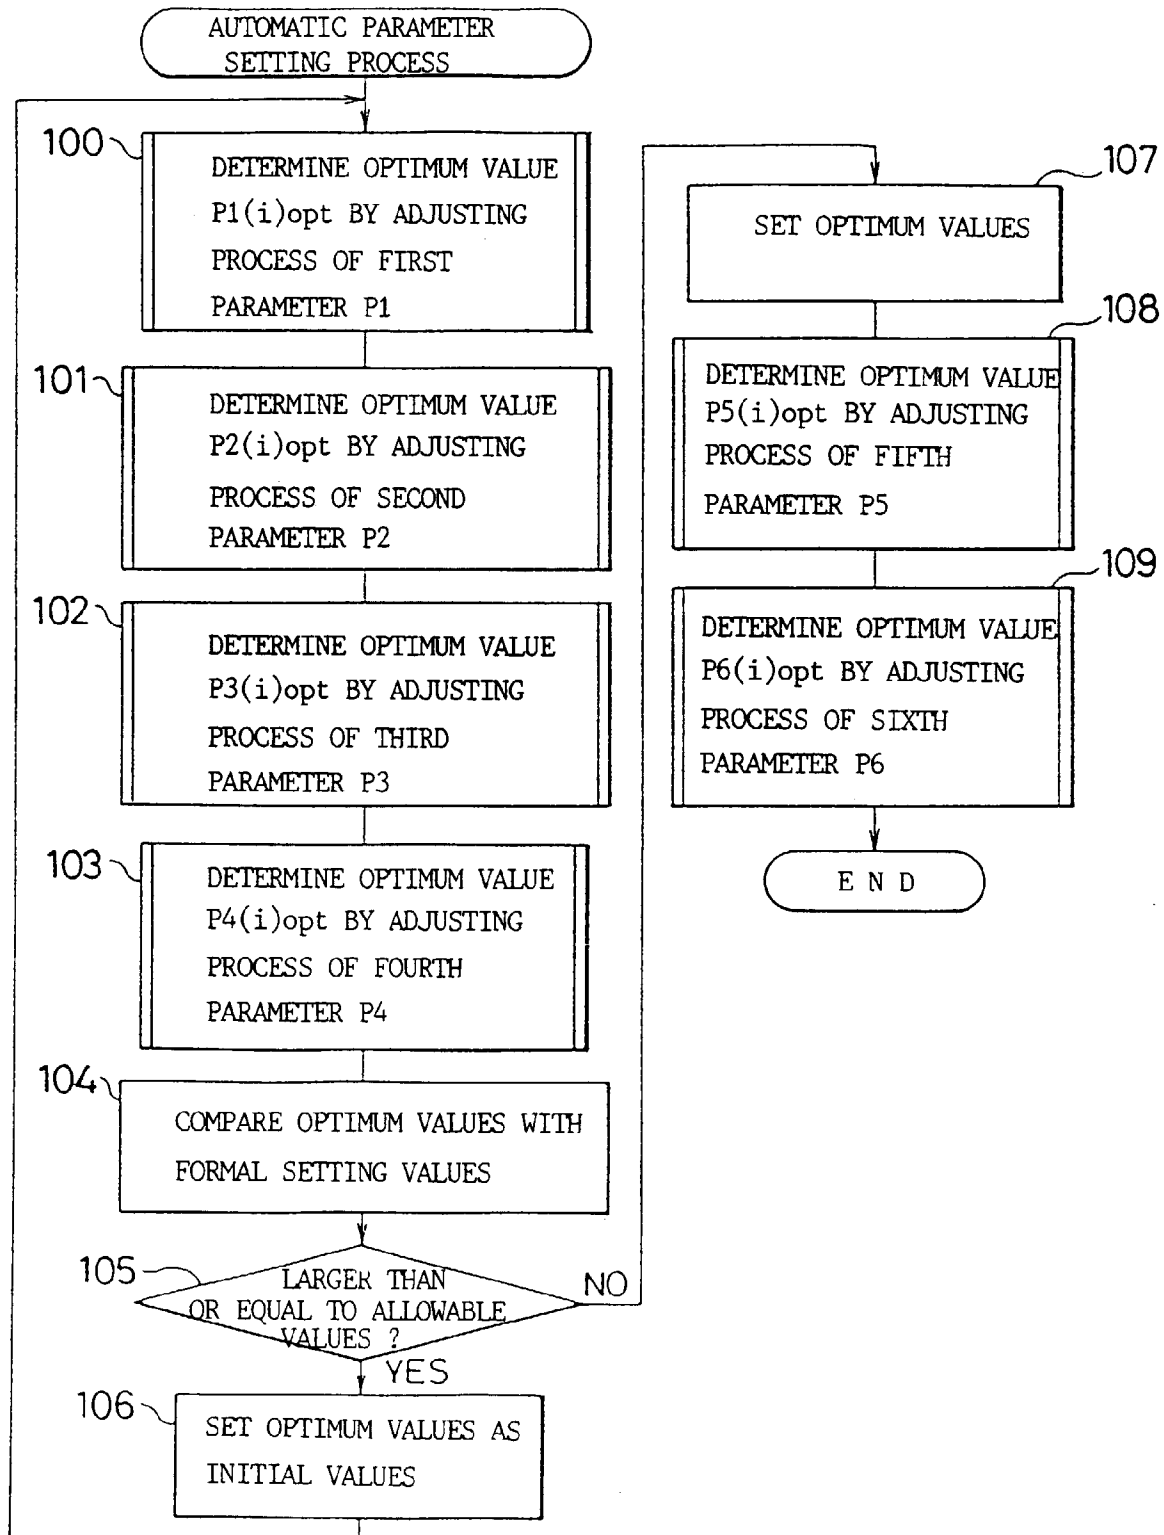 AUTOMATIC PARAMETER
SETTING PROCESS
100
DETERMINE OPTIMUM VALUE
P1(i)opt BY ADJUSTING
PROCESS OF FIRST
PARAMETER P1
101
DETERMINE OPTIMUM VALUE
P2(i)opt BY ADJUSTING
PROCESS OF SECOND
PARAMETER P2
102
DETERMINE OPTIMUM VALUE
P3(i)opt BY ADJUSTING
PROCESS OF THIRD
PARAMETER P3
103
DETERMINE OPTIMUM VALUE
P4(i)opt BY ADJUSTING
PROCESS OF FOURTH
PARAMETER P4
104
COMPARE OPTIMUM VALUES WITH
FORMAL SETTING VALUES
105
LARGER THAN
OR EQUAL TO ALLOWABLE
VALUES ?
NO
YES
106
SET OPTIMUM VALUES AS
INITIAL VALUES
107
SET OPTIMUM VALUES
108
DETERMINE OPTIMUM VALUE
P5(i)opt BY ADJUSTING
PROCESS OF FIFTH
PARAMETER P5
109
DETERMINE OPTIMUM VALUE
P6(i)opt BY ADJUSTING
PROCESS OF SIXTH
PARAMETER P6
E N D